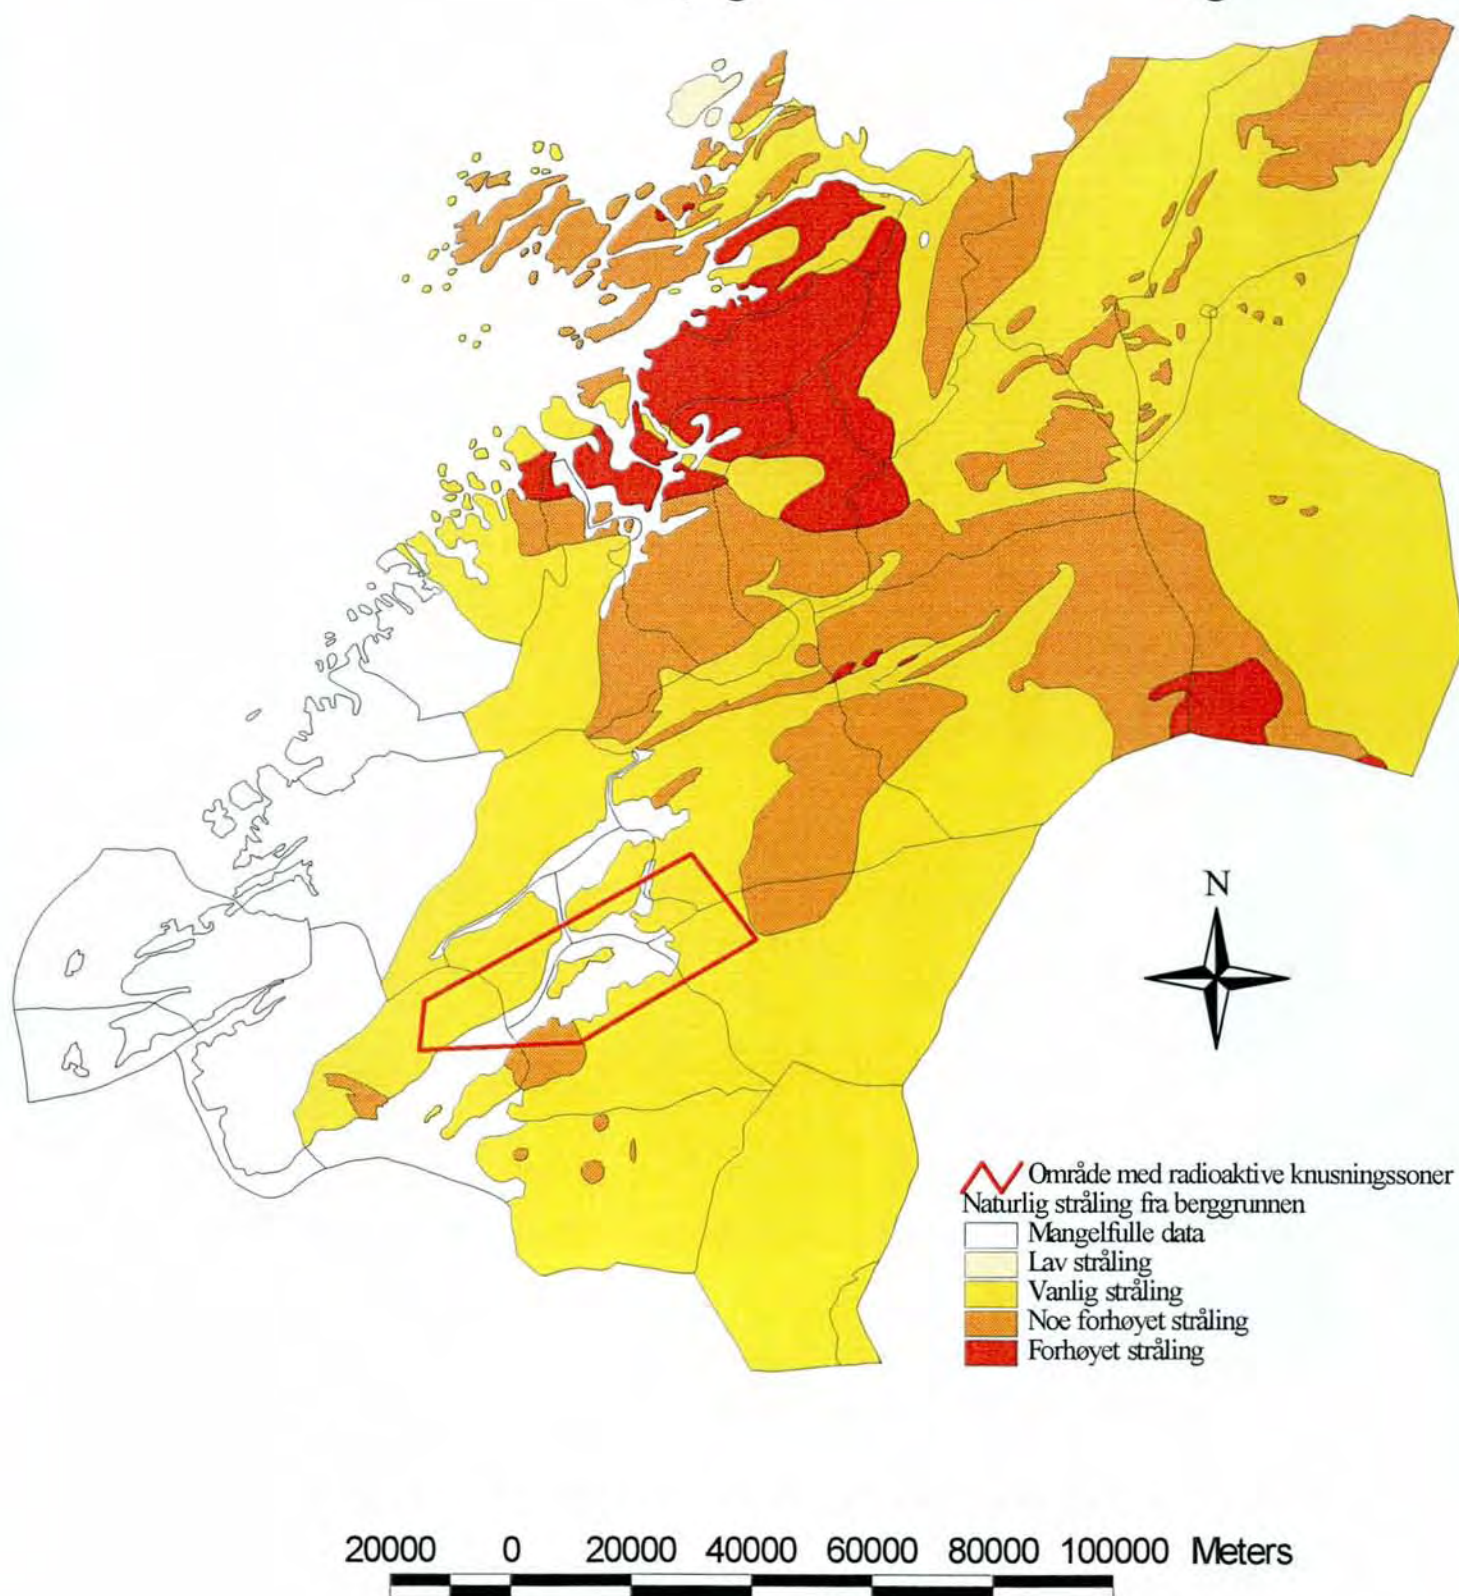 N
Område med radioaktive knusningssoner
Naturlig stråling fra berggrunnen
Mangelfulle data
Lav stråling
Vanlig stråling
Noe forhøyet stråling
Forhøyet stråling
20000 0 20000 40000 60000 80000 100000 Meters